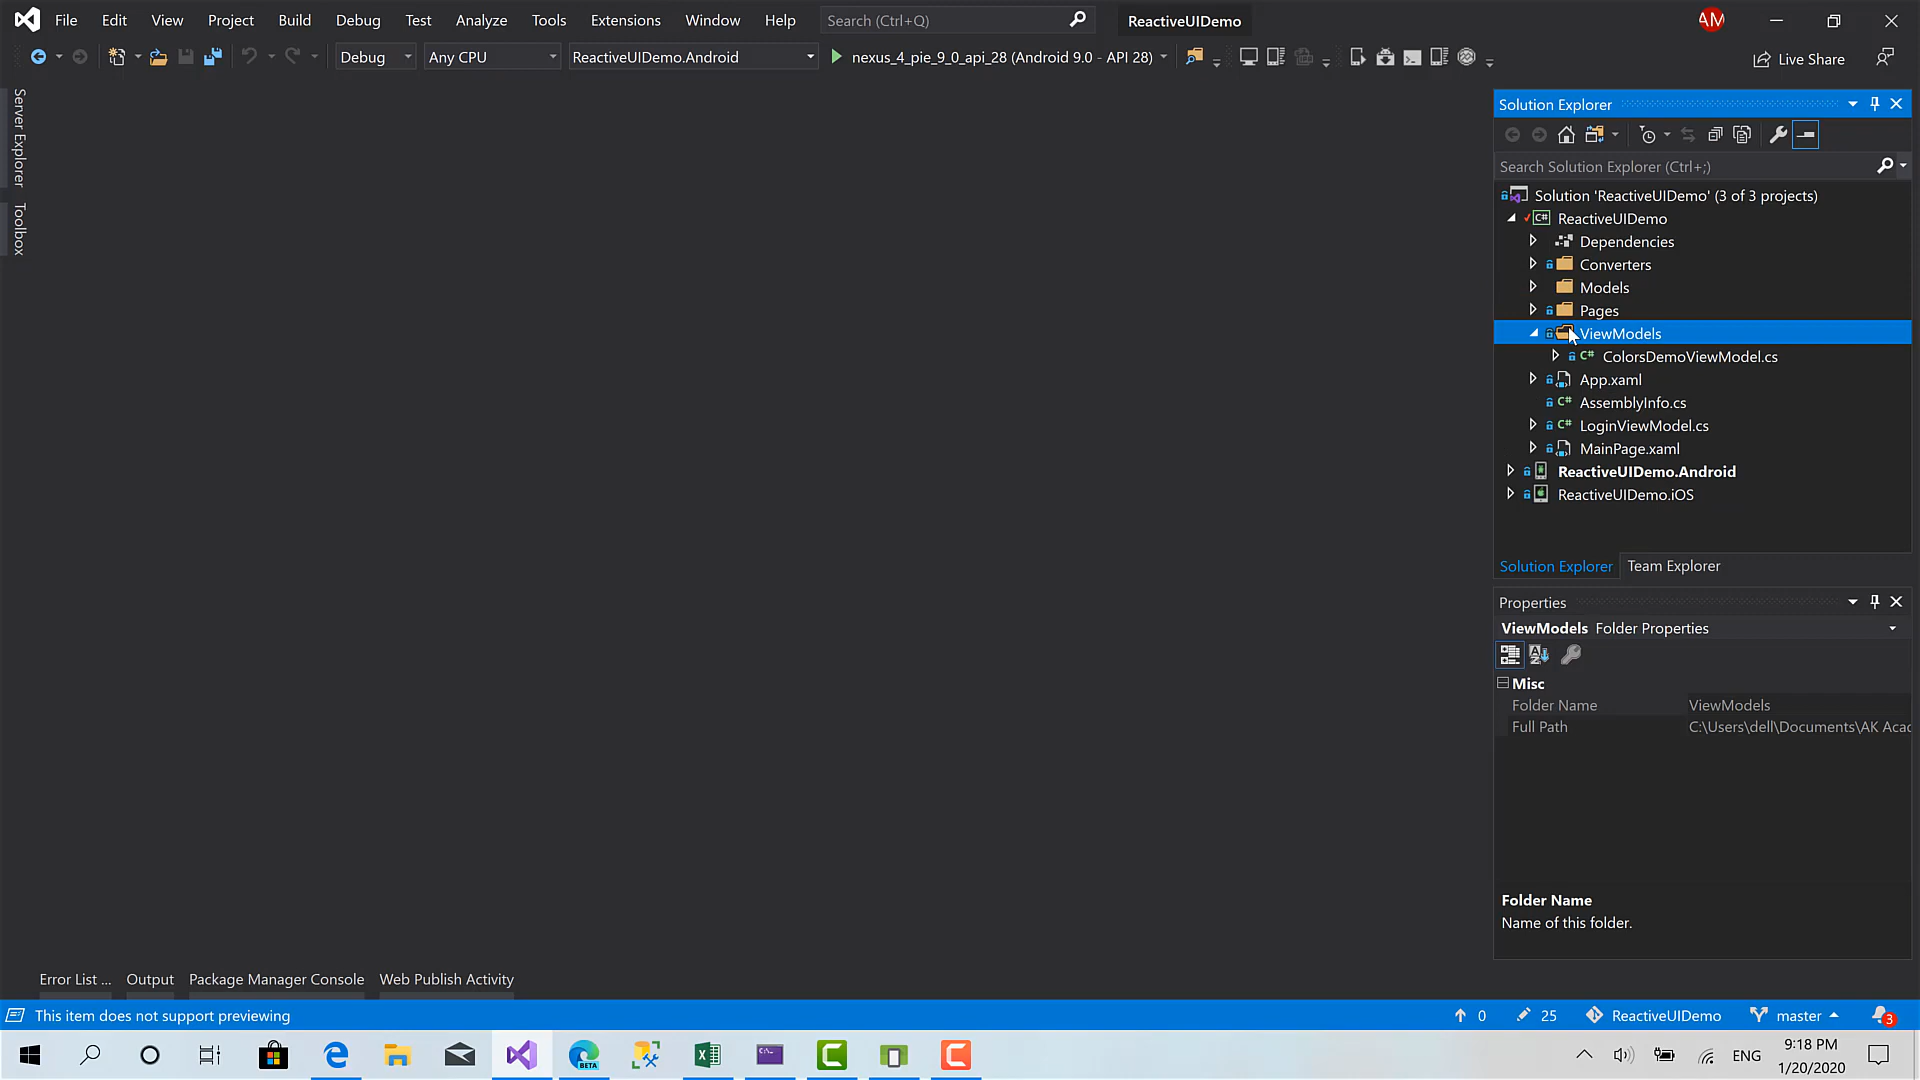 File Edit View Project Build Debug Test Analyze Tools Extensions Window Help Search (Ctrl+Q) ReactiveUIDemo AM
Debug Any CPU ReactiveUIDemo.Android nexus_4_pie_9_0_api_28 (Android 9.0 - API 28) Live Share
Server Explorer
Toolbox
Solution Explorer
Search Solution Explorer (Ctrl+;)
Solution 'ReactiveUIDemo' (3 of 3 projects)
C# ReactiveUIDemo
Dependencies
Converters
Models
Pages
ViewModels
C# ColorsDemoViewModel.cs
App.xaml
C# AssemblyInfo.cs
C# LoginViewModel.cs
MainPage.xaml
ReactiveUIDemo.Android
ReactiveUIDemo.iOS
Solution Explorer Team Explorer
Properties
ViewModels Folder Properties
Misc
Folder Name ViewModels
Full Path C:\Users\dell\Documents\AK Acac
Folder Name
Name of this folder.
Error List ... Output Package Manager Console Web Publish Activity
This item does not support previewing 0 25 ReactiveUIDemo master 3
BETA ENG 9:18 PM
1/20/2020